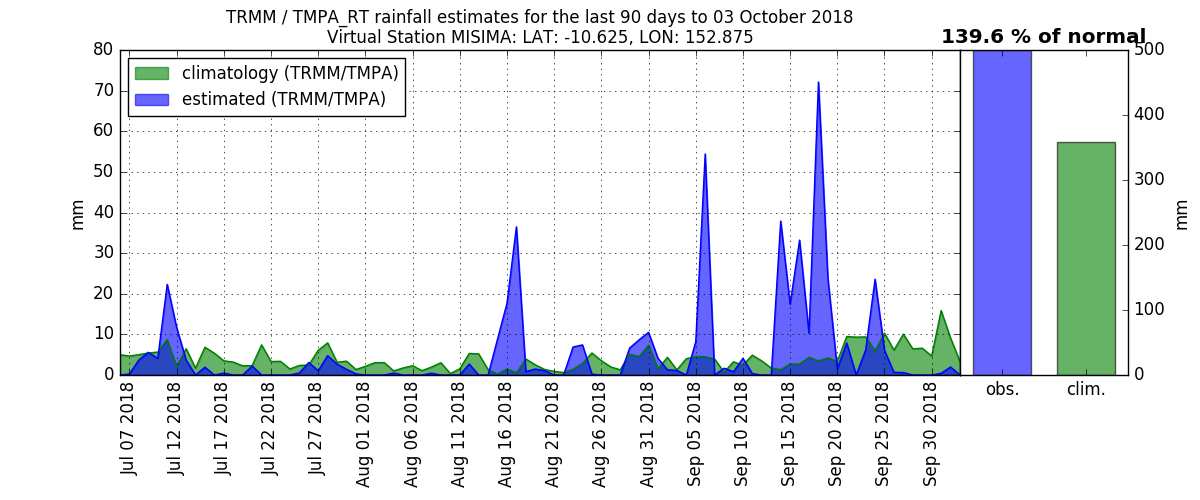 TRMM / TMPA_RT rainfall estimates for the last 90 days to 03 October 2018
Virtual Station MISIMA: LAT: -10.625, LON: 152.875
139.6 % of normal
climatology (TRMM/TMPA)
estimated (TRMM/TMPA)
mm
80
70
60
50
40
30
20
10
0
Jul 07 2018
Jul 12 2018
Jul 17 2018
Jul 22 2018
Jul 27 2018
Aug 01 2018
Aug 06 2018
Aug 11 2018
Aug 16 2018
Aug 21 2018
Aug 26 2018
Aug 31 2018
Sep 05 2018
Sep 10 2018
Sep 15 2018
Sep 20 2018
Sep 25 2018
Sep 30 2018
obs.
clim.
500
400
300
200
100
0
mm